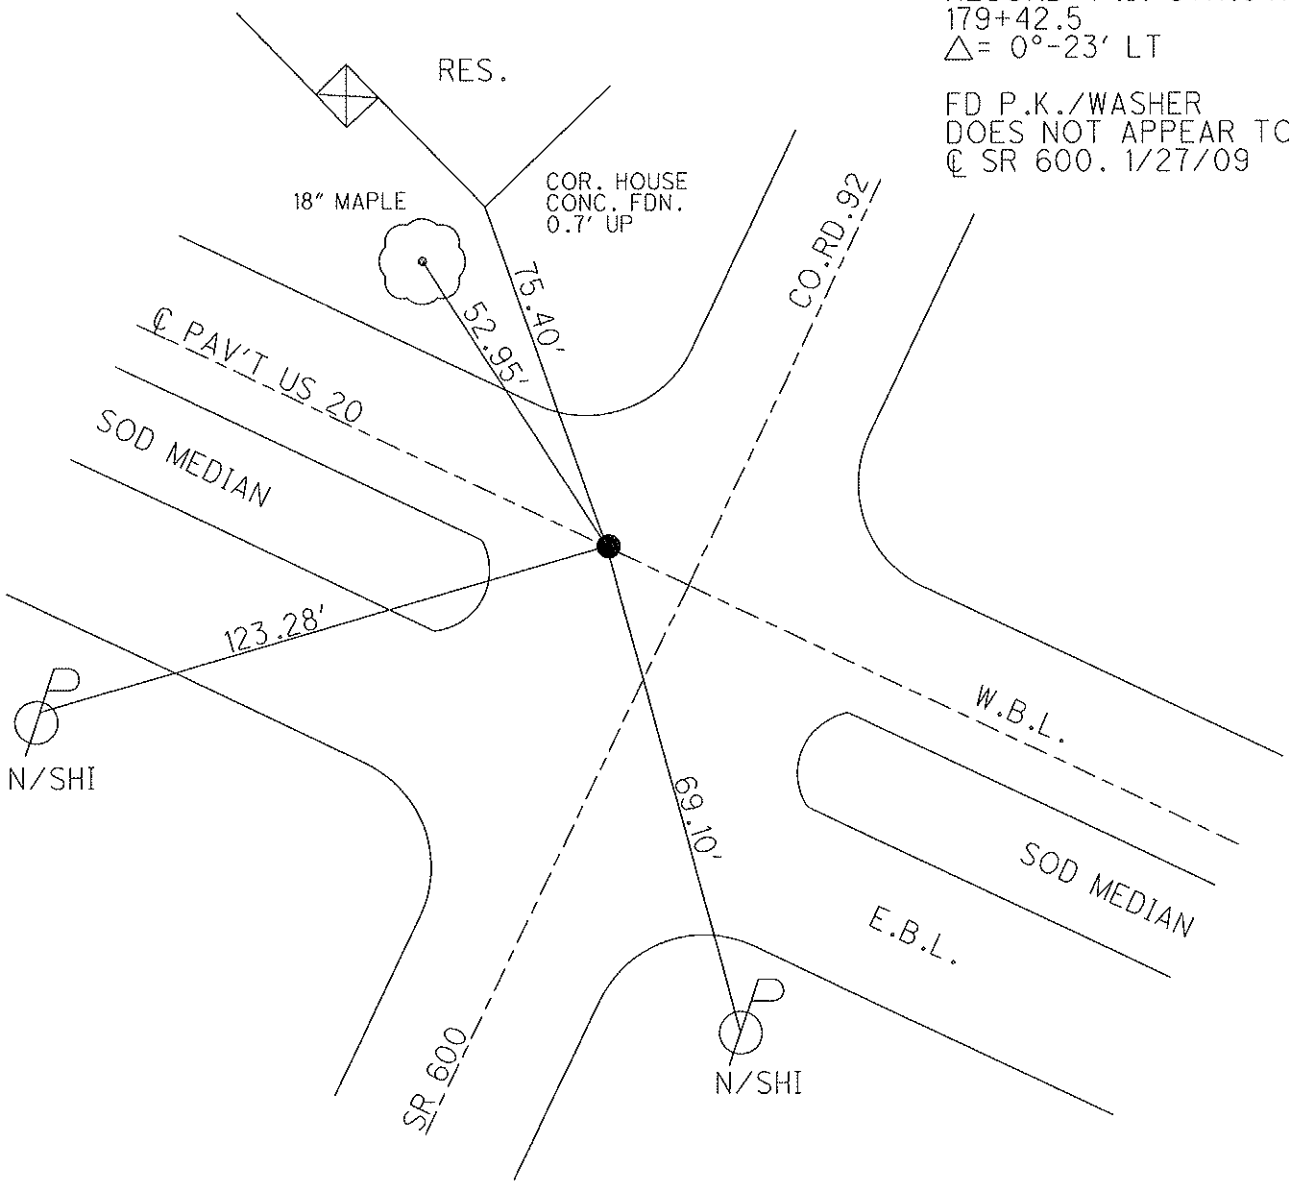 179+42.5
△= 0°-23' LT
FD P.K./WASHER
DOES NOT APPEAR TO
℄ SR 600. 1/27/09
RES.
COR. HOUSE
CONC. FDN.
0.7' UP
18" MAPLE
CO.RD.92
75.40'
52.95'
℄ PAV'T US 20
SOD MEDIAN
123.28'
N/SHI
W.B.L.
69.10'
SOD MEDIAN
E.B.L.
SR 600
N/SHI